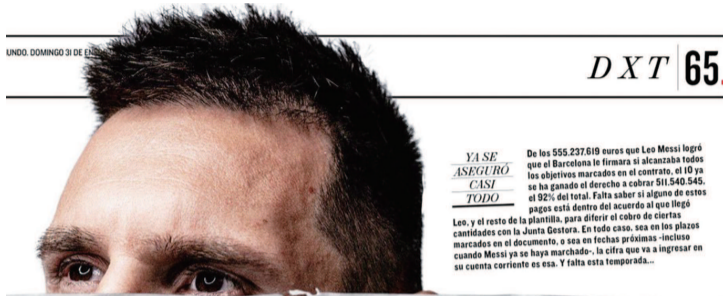 UNDO. DOMINGO 31 DE
DXT 65
YA SE
ASEGURÓ
CASI
TODO
De los 555.237.619 euros que Leo Messi logró
que el Barcelona le firmara si alcanzaba todos
los objetivos marcados en el contrato, el 10 ya
se ha ganado el derecho a cobrar 511.540.545,
el 92% del total. Falta saber si alguno de estos
pagos está dentro del acuerdo al que llegó
Leo, y el resto de la plantilla, para diferir el cobro de ciertas
cantidades con la Junta Gestora. En todo caso, sea en los plazos
marcados en el documento, o sea en fechas próximas -incluso
cuando Messi ya se haya marchado-, la cifra que va a ingresar en
su cuenta corriente es esa. Y falta esta temporada...